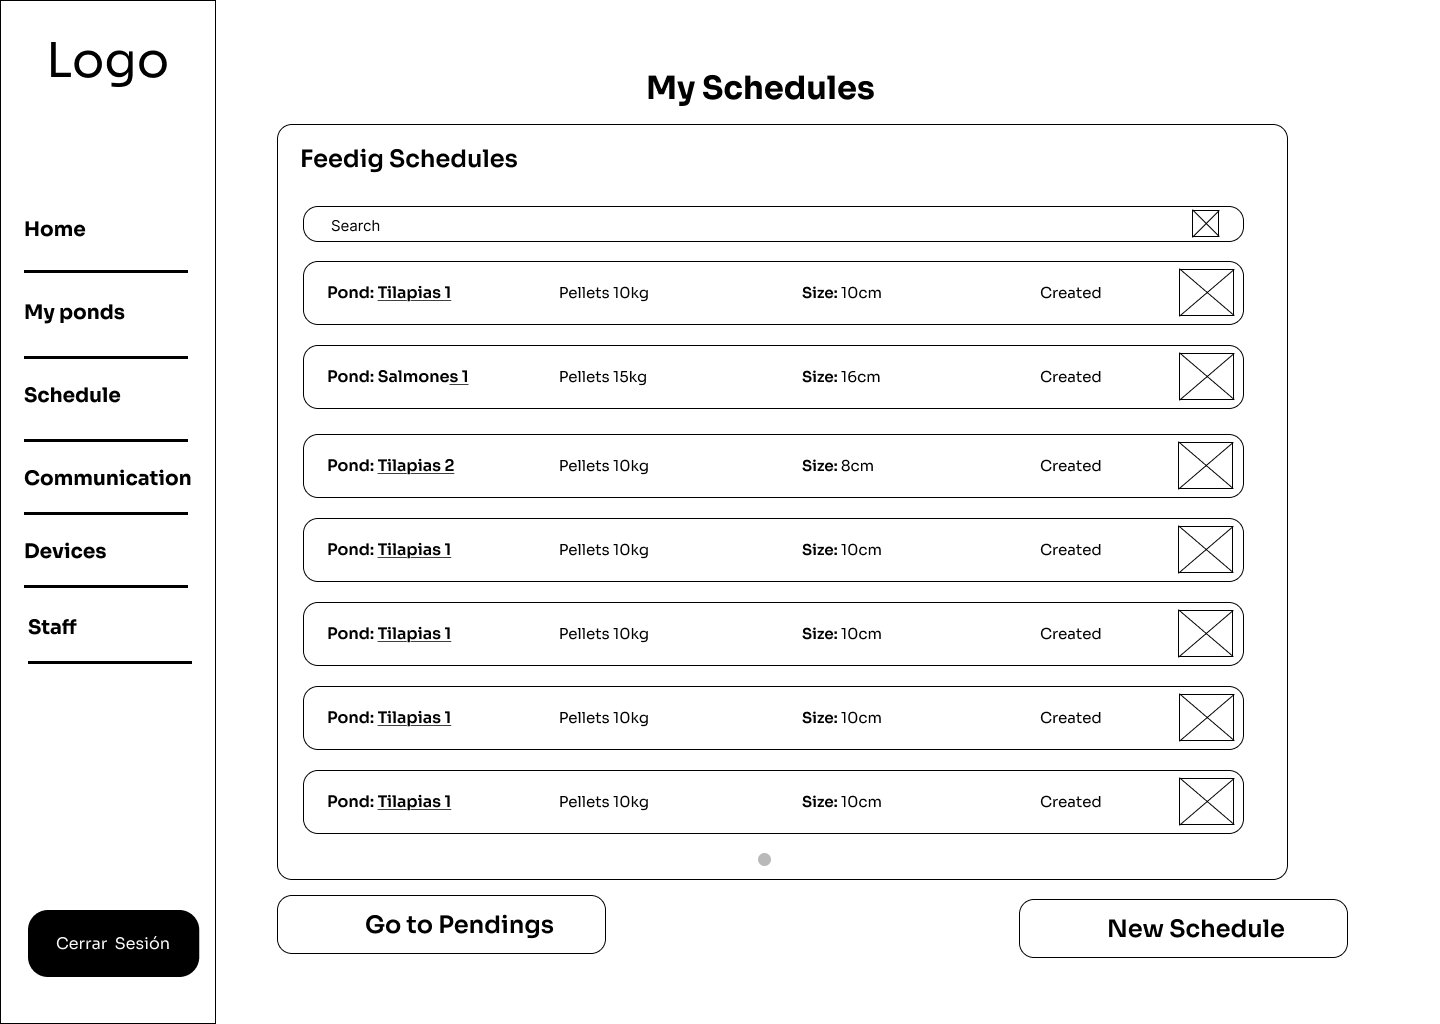 Logo
Home
My ponds
Schedule
Communication
Devices
Staff
Cerrar Sesión
My Schedules
Feedig Schedules
Search
Pond: Tilapias 1 Pellets 10kg Size: 10cm Created
Pond: Salmones 1 Pellets 15kg Size: 16cm Created
Pond: Tilapias 2 Pellets 10kg Size: 8cm Created
Pond: Tilapias 1 Pellets 10kg Size: 10cm Created
Pond: Tilapias 1 Pellets 10kg Size: 10cm Created
Pond: Tilapias 1 Pellets 10kg Size: 10cm Created
Pond: Tilapias 1 Pellets 10kg Size: 10cm Created
Go to Pendings
New Schedule